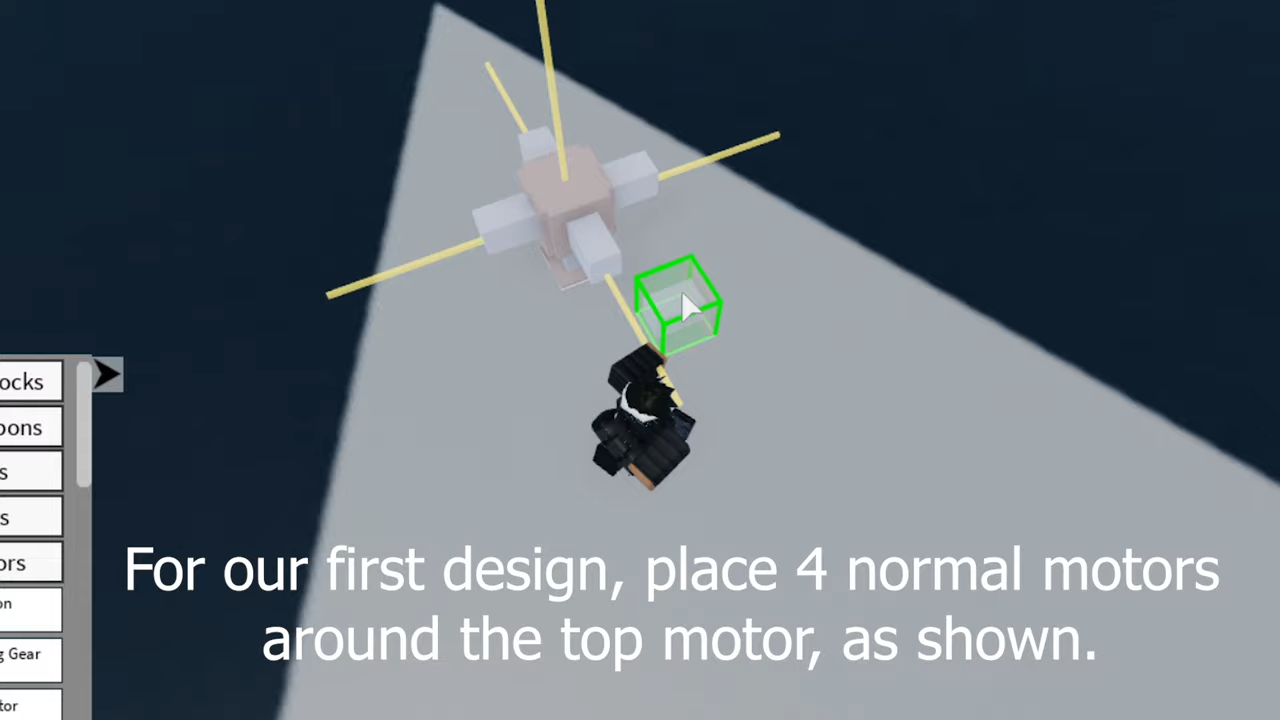 ocks
ons
s
s
ors
on
g Gear
tor
For our first design, place 4 normal motors
around the top motor, as shown.